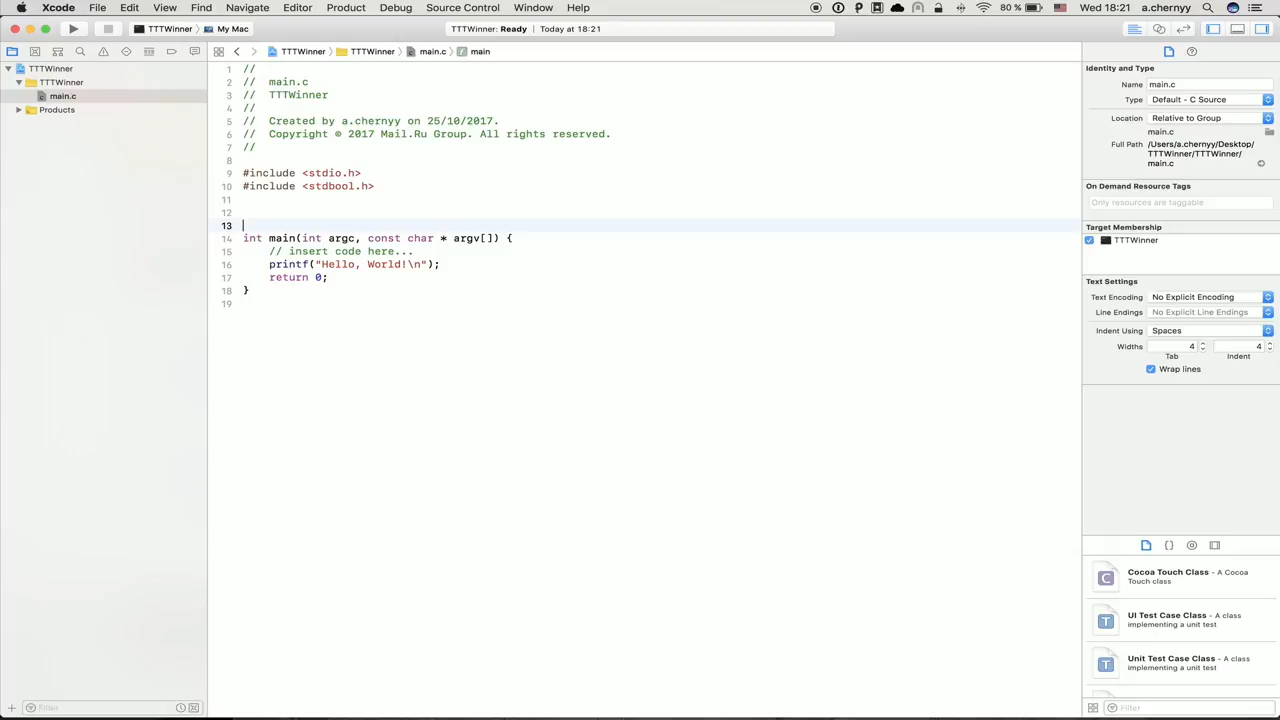 Xcode File Edit View Find Navigate Editor Product Debug Source Control Window Help 80 % Wed 18:21 a.chernyy
TTTWinner My Mac TTTWinner: Ready Today at 18:21
TTTWinner TTTWinner main.c main
TTTWinner
TTTWinner
main.c
Products
Filter
1 //
2 //  main.c
3 //  TTTWinner
4 //
5 //  Created by a.chernyy on 25/10/2017.
6 //  Copyright © 2017 Mail.Ru Group. All rights reserved.
7 //
8
9 #include <stdio.h>
10 #include <stdbool.h>
11
12
13
14 int main(int argc, const char * argv[]) {
15     // insert code here...
16     printf("Hello, World!\n");
17     return 0;
18 }
19
Identity and Type
Name main.c
Type Default - C Source
Location Relative to Group
main.c
Full Path /Users/a.chernyy/Desktop/
TTTWinner/TTTWinner/
main.c
On Demand Resource Tags
Only resources are taggable
Target Membership
TTTWinner
Text Settings
Text Encoding No Explicit Encoding
Line Endings No Explicit Line Endings
Indent Using Spaces
Widths 4 4
Tab Indent
Wrap lines
Cocoa Touch Class - A Cocoa
Touch class
UI Test Case Class - A class
implementing a unit test
Unit Test Case Class - A class
implementing a unit test
Filter